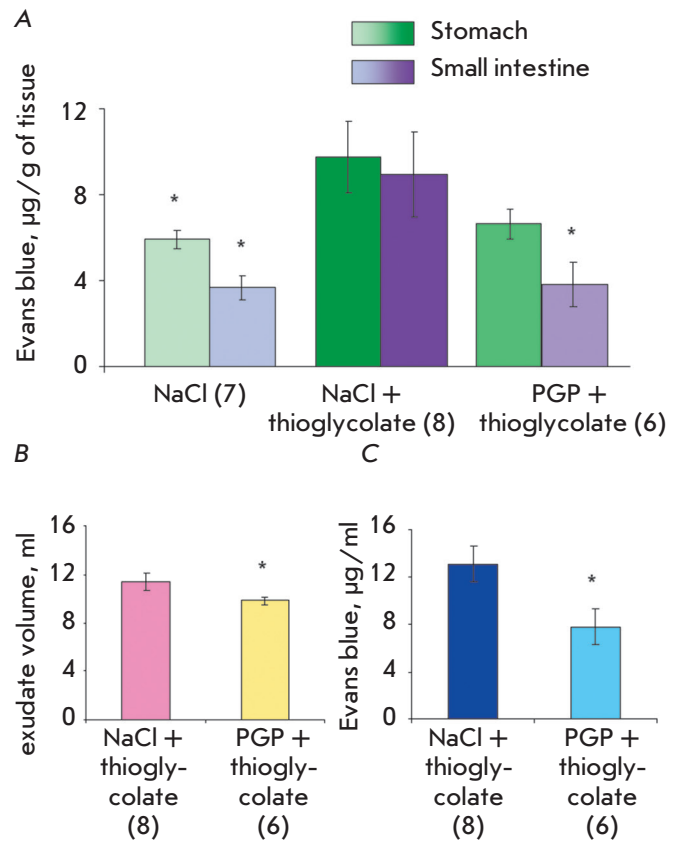 A
Stomach
Small intestine
Evans blue, µg/g of tissue
12
8
4
0
*
*
*
NaCl (7)
NaCl +
thioglycolate (8)
PGP +
thioglycolate (6)
B
exudate volume, ml
16
12
8
4
0
*
NaCl +
thiogly-
colate
(8)
PGP +
thiogly-
colate
(6)
C
Evans blue, µg/ml
16
12
8
4
0
*
NaCl +
thiogly-
colate
(8)
PGP +
thiogly-
colate
(6)